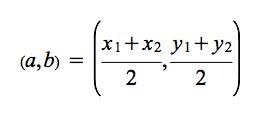 (a,b) = ( (x₁+x₂)/2 , (y₁+y₂)/2 )